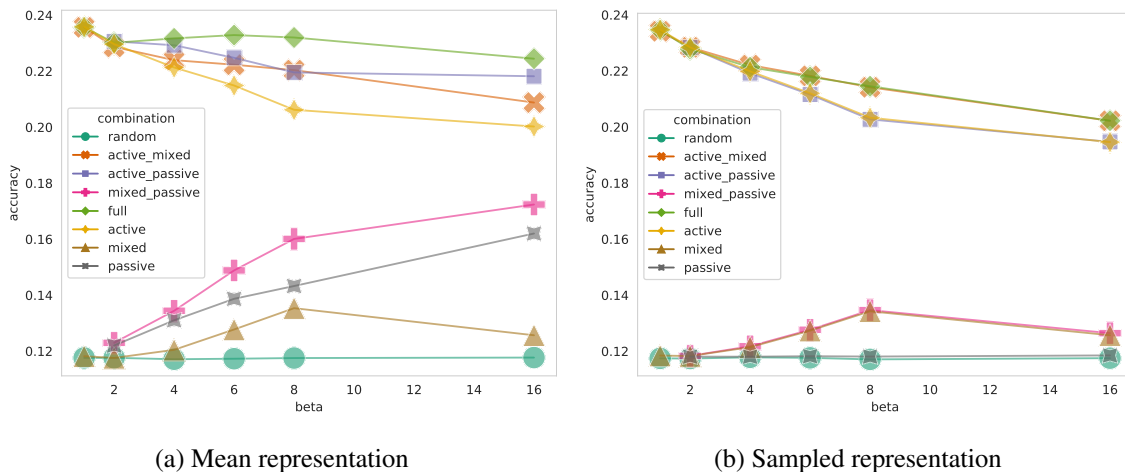 0.24
0.22
0.20
0.18
0.16
0.14
0.12
accuracy
combination
random
active_mixed
active_passive
mixed_passive
full
active
mixed
passive
2 4 6 8 10 12 14 16
beta
(a) Mean representation
0.24
0.22
0.20
0.18
0.16
0.14
0.12
accuracy
combination
random
active_mixed
active_passive
mixed_passive
full
active
mixed
passive
2 4 6 8 10 12 14 16
beta
(b) Sampled representation